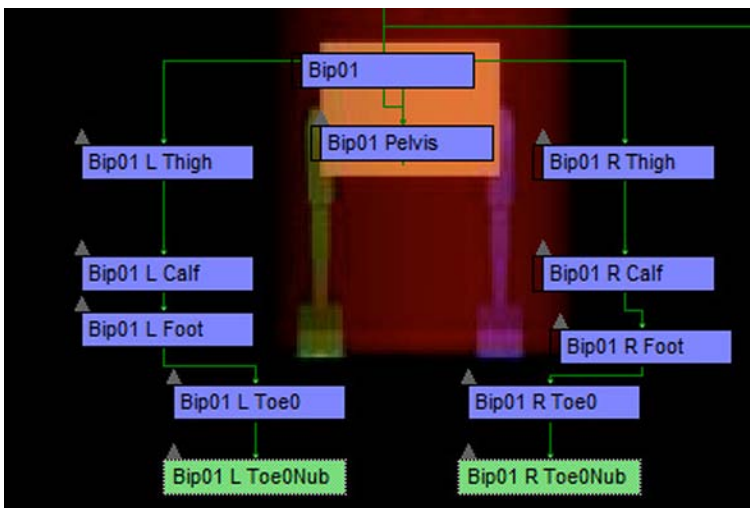 Bip01
Bip01 Pelvis
Bip01 L Thigh
Bip01 R Thigh
Bip01 L Calf
Bip01 R Calf
Bip01 L Foot
Bip01 R Foot
Bip01 L Toe0
Bip01 R Toe0
Bip01 L Toe0Nub
Bip01 R Toe0Nub